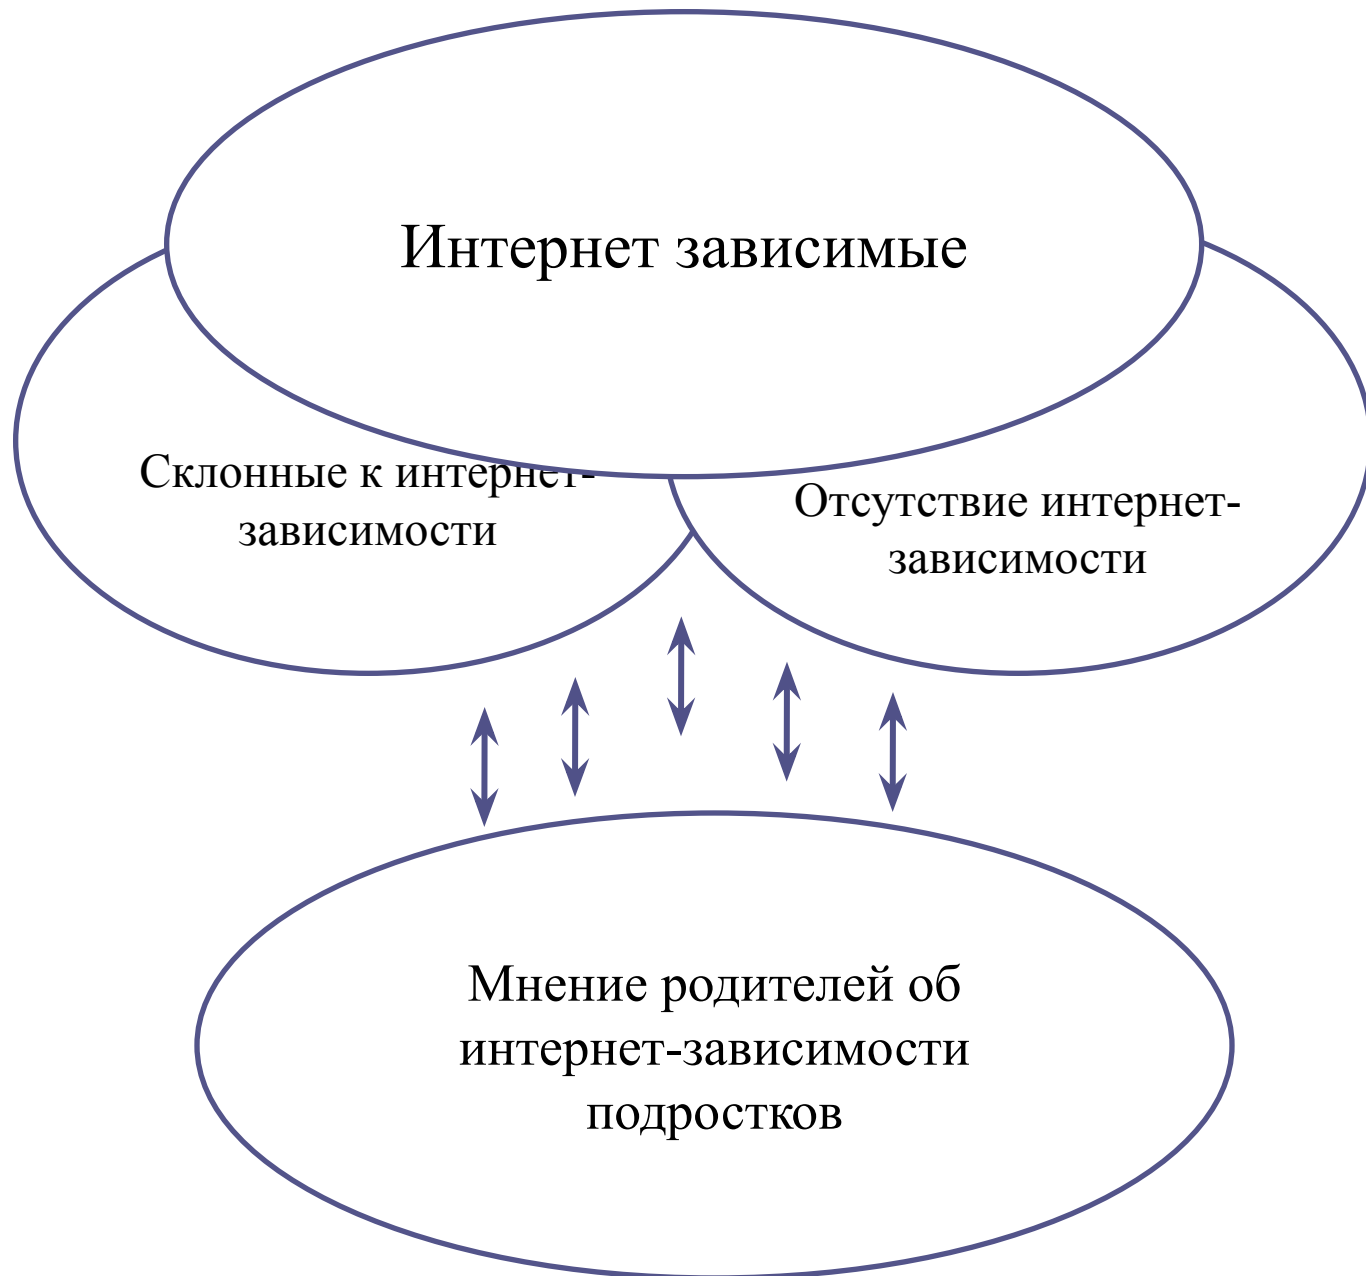 Интернет зависимые
Склонные к интернет-
зависимости
Отсутствие интернет-
зависимости
Мнение родителей об
интернет-зависимости
подростков